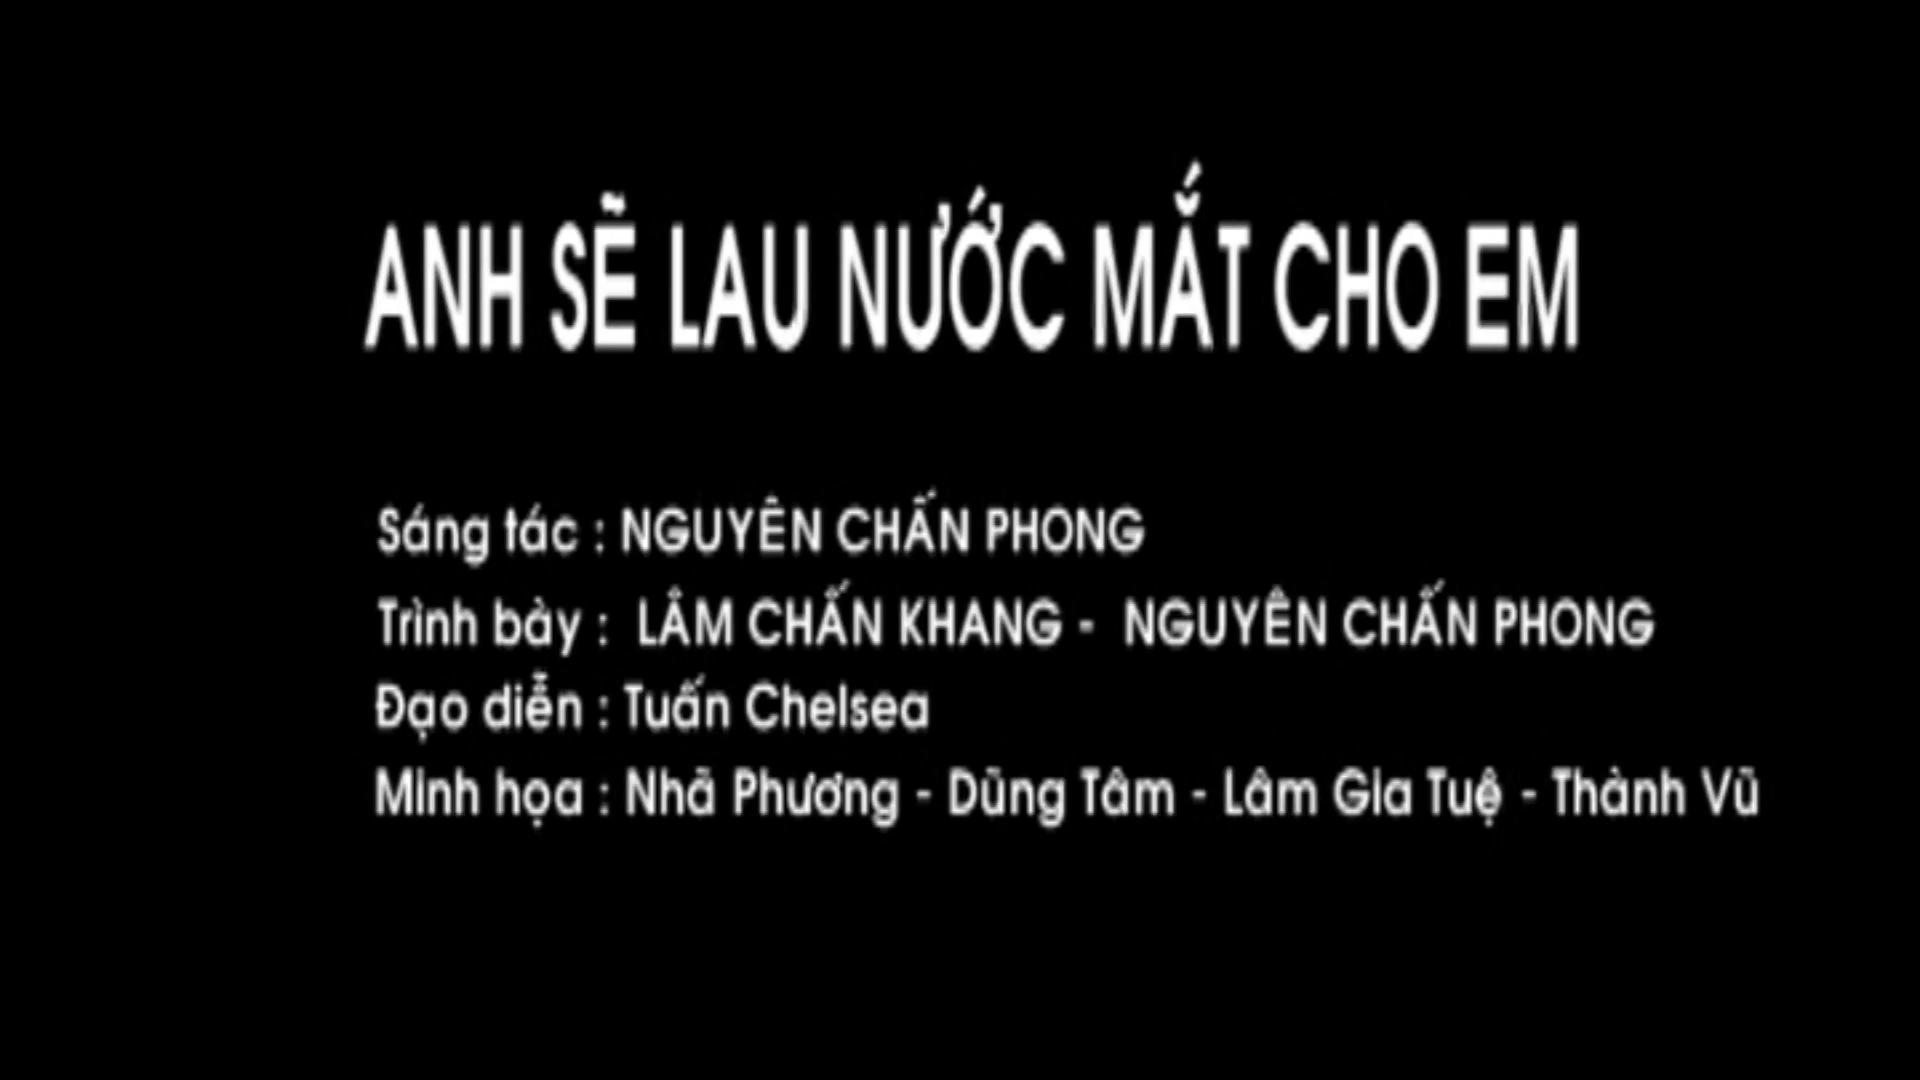 ANH SẼ LAU NƯỚC MẮT CHO EM
Sáng tác : NGUYÊN CHẤN PHONG
Trình bày : LÂM CHẤN KHANG - NGUYÊN CHẤN PHONG
Đạo diễn : Tuấn Chelsea
Minh họa : Nhã Phương - Dũng Tâm - Lâm Gia Tuệ - Thành Vũ